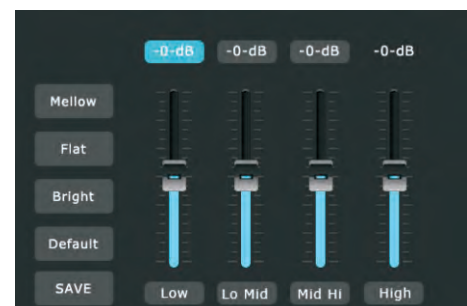 -0-dB -0-dB -0-dB -0-dB
Mellow
Flat
Bright
Default
SAVE
Low Lo Mid Mid Hi High